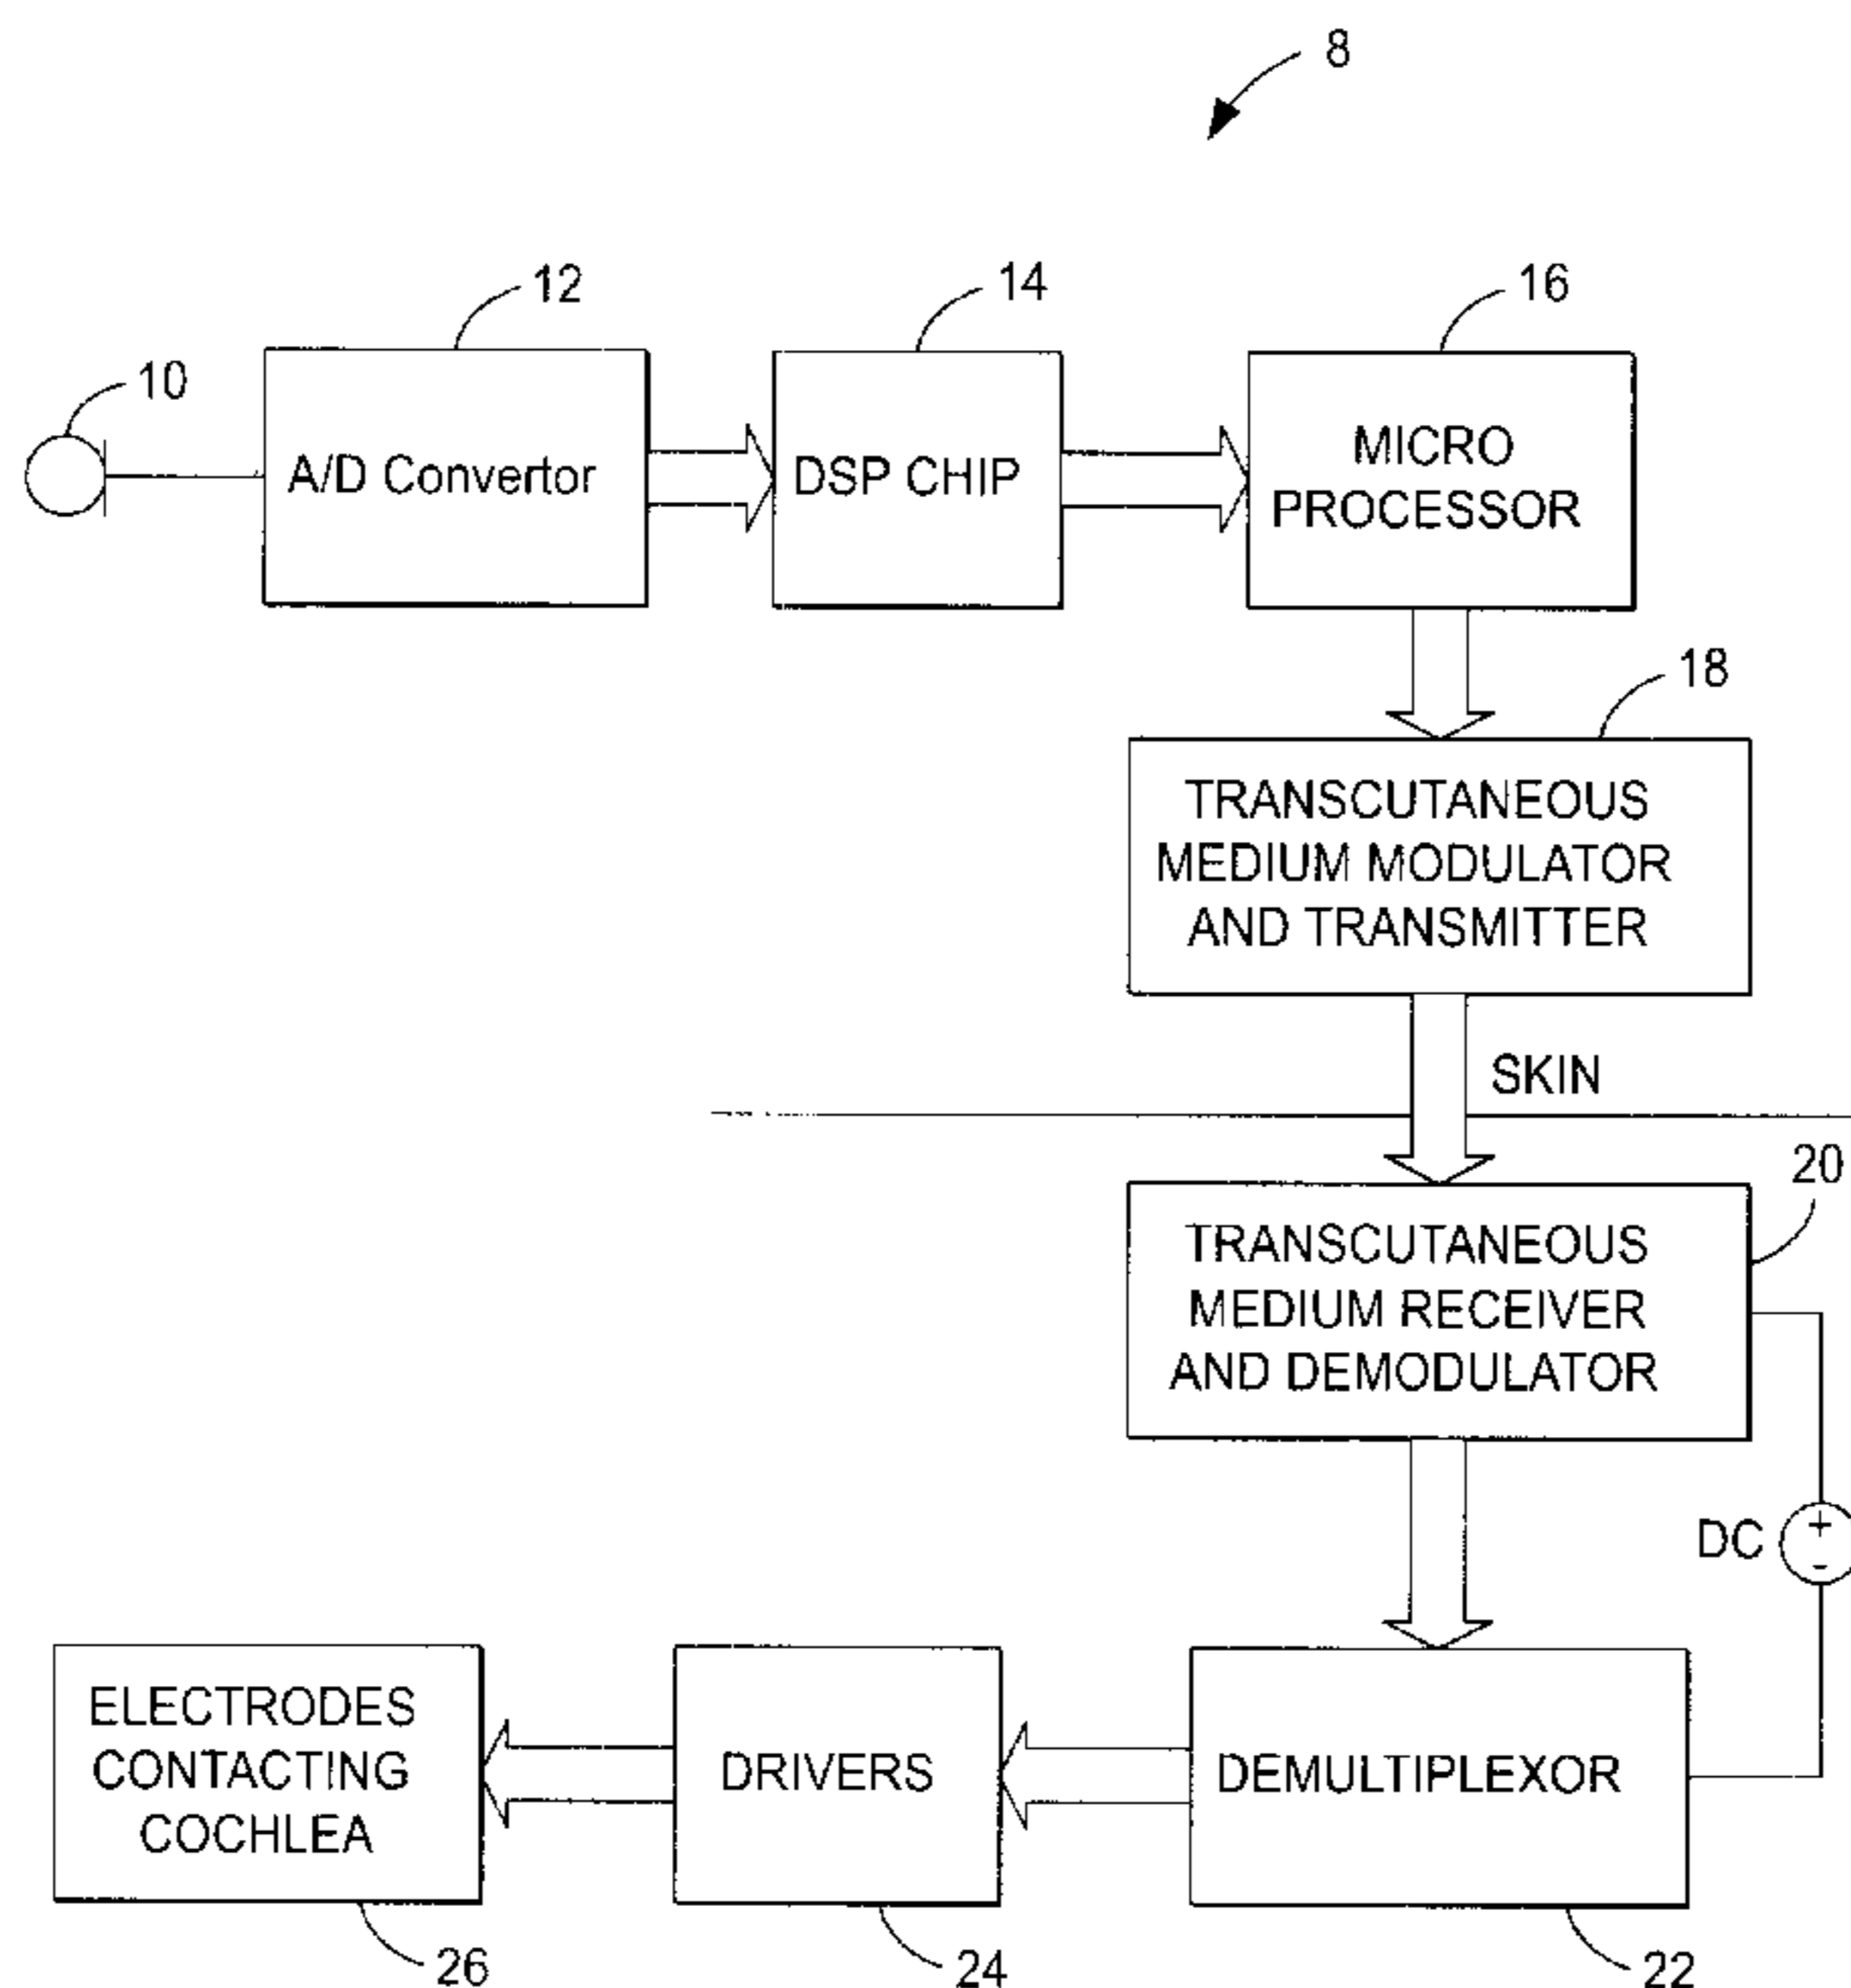 8
12
14
16
10
A/D Convertor
DSP CHIP
MICRO
PROCESSOR
18
TRANSCUTANEOUS
MEDIUM MODULATOR
AND TRANSMITTER
SKIN
20
TRANSCUTANEOUS
MEDIUM RECEIVER
AND DEMODULATOR
DC
+
-
ELECTRODES
CONTACTING
COCHLEA
DRIVERS
DEMULTIPLEXOR
26
24
22